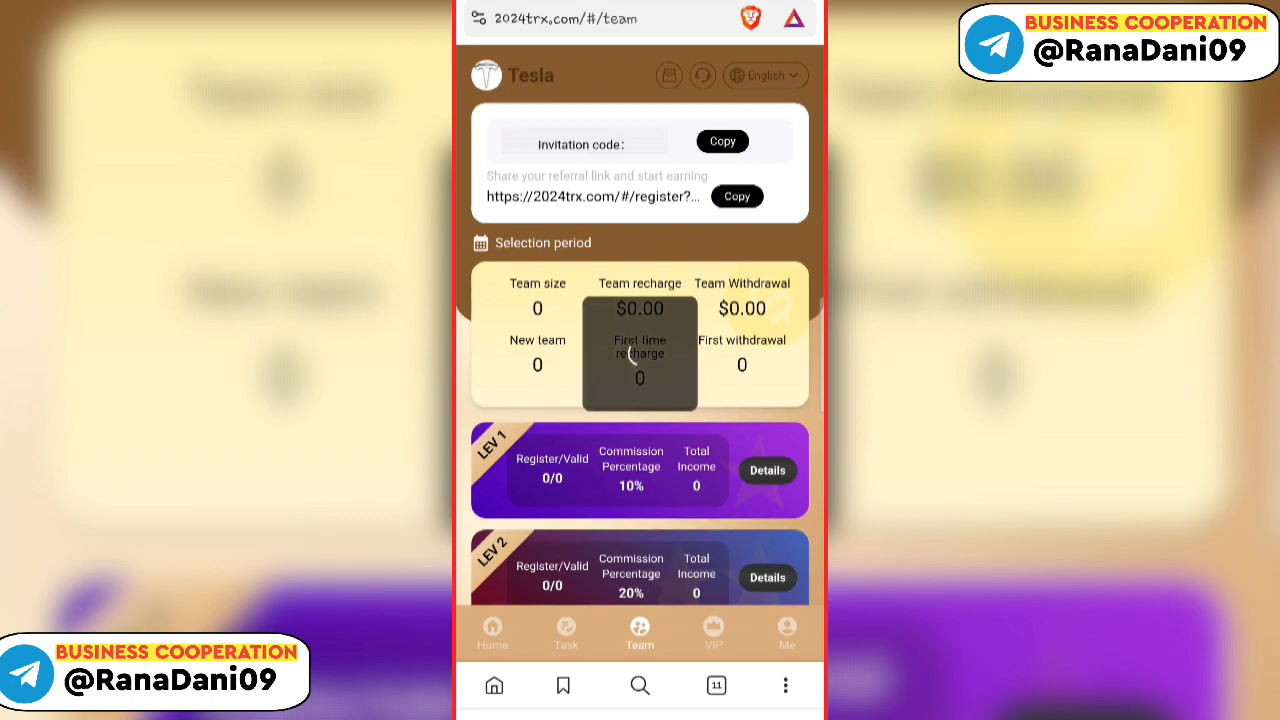 2024trx.com/#/team
BUSINESS COOPERATION
@RanaDani09
Tesla
English
Invitation code:
Copy
Share your referral link and start earning
https://2024trx.com/#/register?...
Copy
Selection period
Team size
Team recharge
Team Withdrawal
0
$0.00
$0.00
New team
First time
recharge
First withdrawal
0
0
0
LEV 1
Register/Valid
0/0
Commission
Percentage
10%
Total
Income
0
Details
LEV 2
Register/Valid
0/0
Commission
Percentage
20%
Total
Income
0
Details
Home
Task
Team
VIP
Me
11
BUSINESS COOPERATION
@RanaDani09